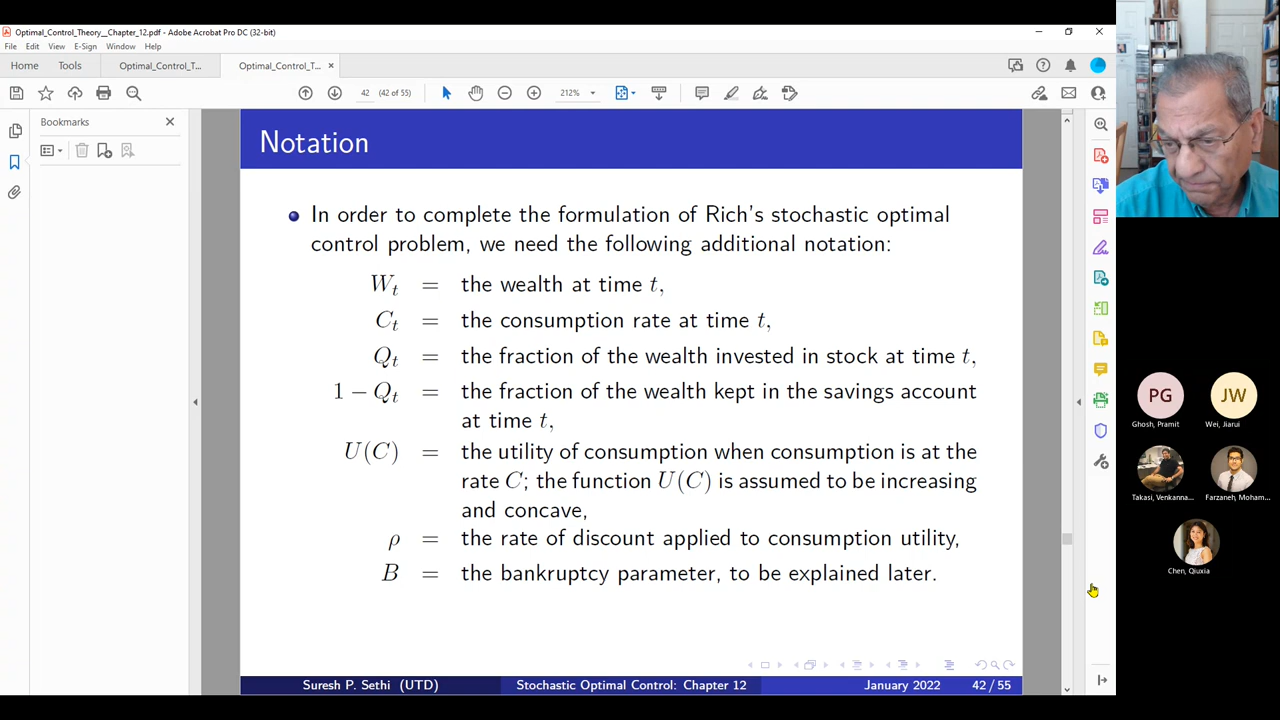 Optimal_Control_Theory__Chapter_12.pdf - Adobe Acrobat Pro DC (32-bit)
File Edit View E-Sign Window Help
Home Tools Optimal_Control_T... Optimal_Control_T... ×
42 (42 of 55) 212%
Bookmarks
Notation
In order to complete the formulation of Rich's stochastic optimal
control problem, we need the following additional notation:
W_t = the wealth at time t,
C_t = the consumption rate at time t,
Q_t = the fraction of the wealth invested in stock at time t,
1 − Q_t = the fraction of the wealth kept in the savings account
at time t,
U(C) = the utility of consumption when consumption is at the
rate C; the function U(C) is assumed to be increasing
and concave,
ρ = the rate of discount applied to consumption utility,
B = the bankruptcy parameter, to be explained later.
Suresh P. Sethi (UTD) Stochastic Optimal Control: Chapter 12 January 2022 42 / 55
PG JW
Ghosh, Pramit Wei, Jiarui
Takasi, Venkanna... Farzaneh, Moham...
Chen, Qiuxia